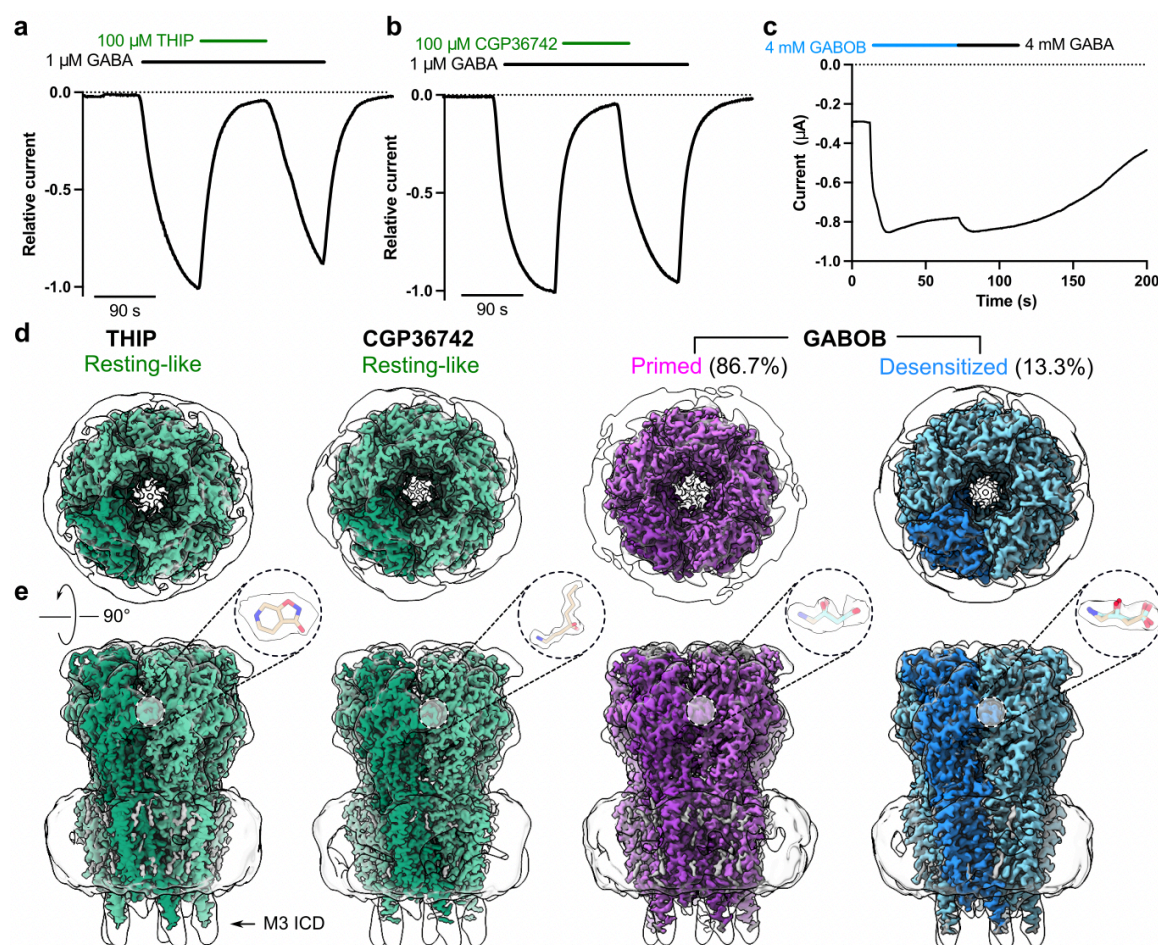 a
100 µM THIP
1 µM GABA
0.0
-0.5
-1.0
Relative current
90 s
b
100 µM CGP36742
1 µM GABA
0.0
-0.5
-1.0
Relative current
90 s
c
4 mM GABOB
4 mM GABA
0.0
-0.2
-0.4
-0.6
-0.8
-1.0
Current (µA)
0 50 100 150 200
Time (s)
d
THIP
Resting-like
CGP36742
Resting-like
GABOB
Primed (86.7%)
Desensitized (13.3%)
e
90°
M3 ICD